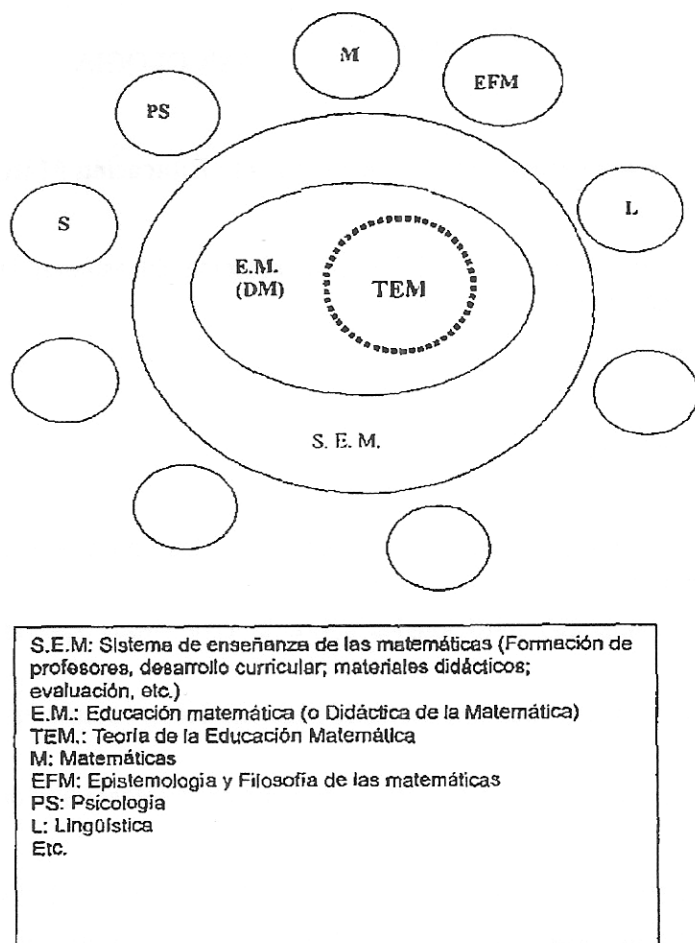 M
EFM
PS
S
L
E.M.
(DM)
TEM
S. E. M.
S.E.M: Sistema de enseñanza de las matemáticas (Formación de
profesores, desarrollo curricular; materiales didácticos;
evaluación, etc.)
E.M.: Educación matemática (o Didáctica de la Matemática)
TEM.: Teoría de la Educación Matemática
M: Matemáticas
EFM: Epistemología y Filosofía de las matemáticas
PS: Psicología
L: Lingüística
Etc.